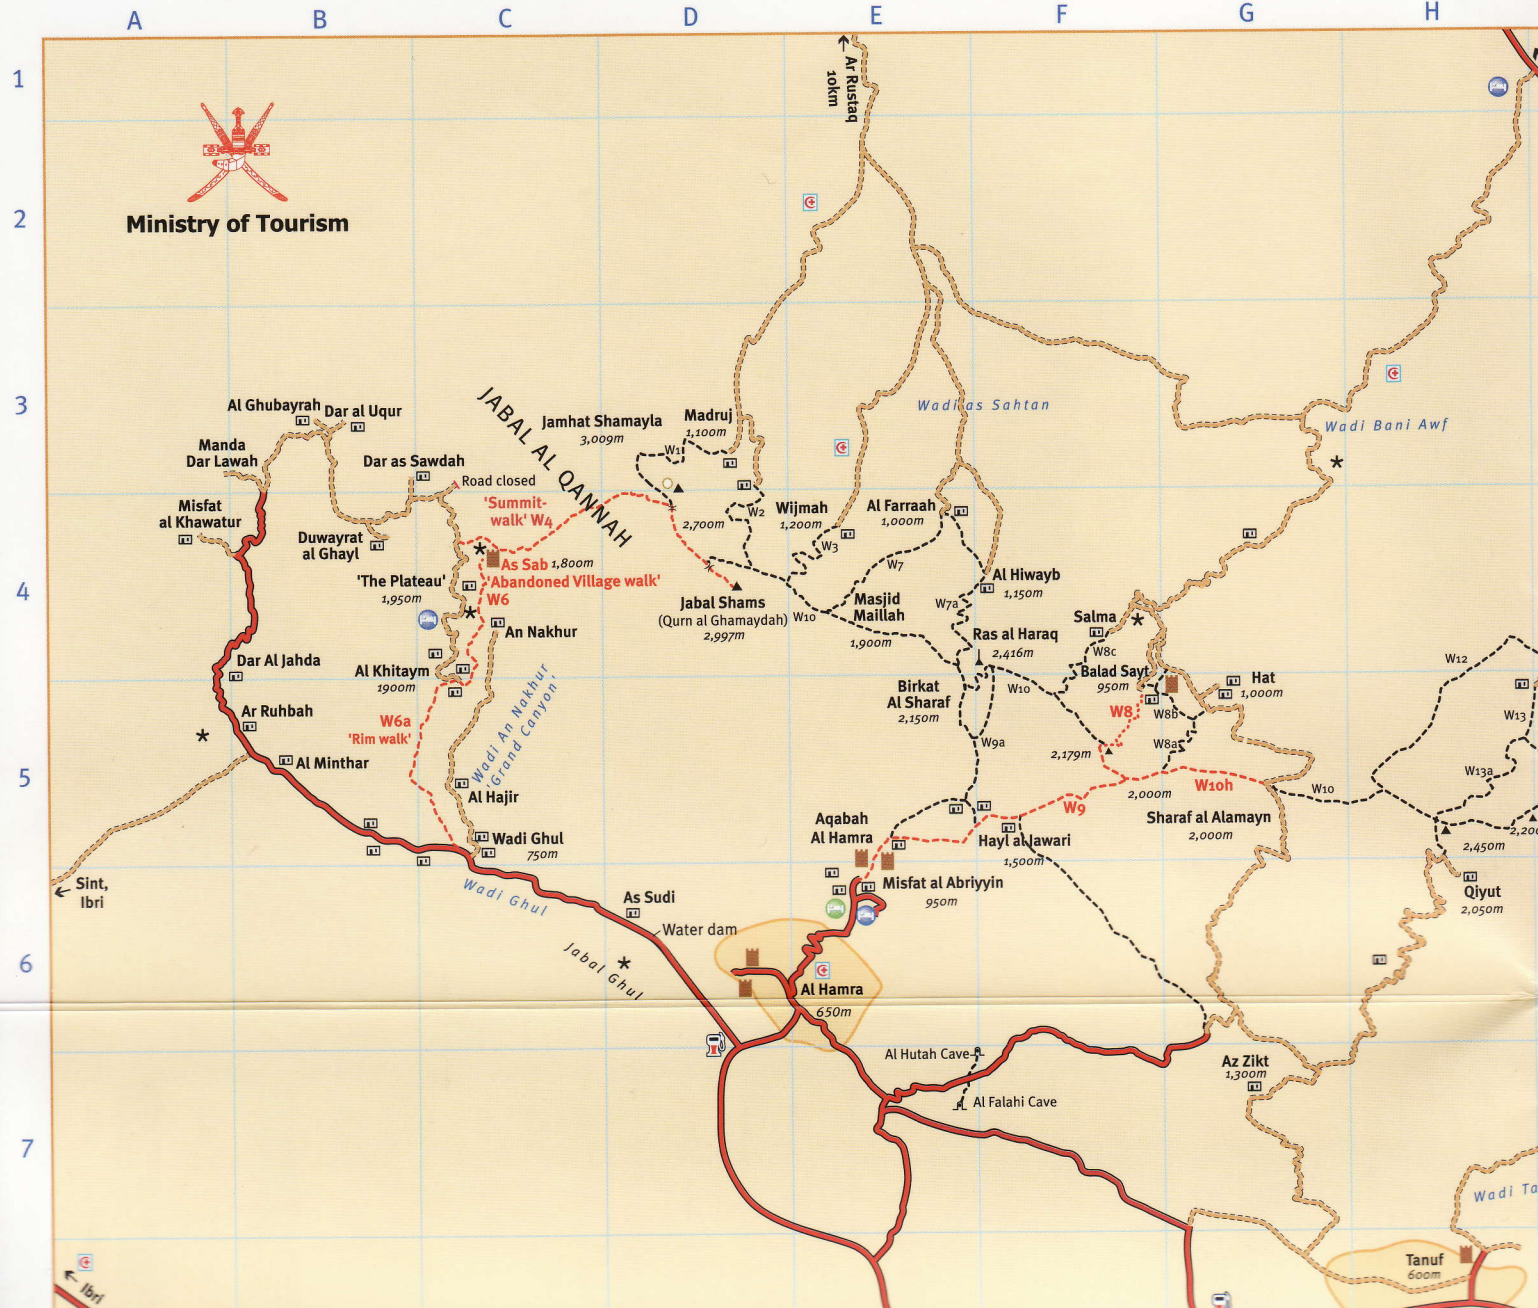 A B C D E F G H
1
2
3
4
5
6
7
Ministry of Tourism
Ar Rustaq
10km
Al Ghubayrah
Dar al Uqur
Manda
Dar Lawah
Dar as Sawdah
Road closed
Misfat
al Khawatur
Duwayrat
al Ghayl
JABAL AL QANNAH
Jamhat Shamayla
3,009m
Madruj
1,100m
W1
W2
2,700m
'Summit-
walk' W4
As Sab 1,800m
'Abandoned Village walk'
W6
'The Plateau'
1,950m
An Nakhur
Al Khitaym
1900m
W6a
'Rim walk'
Wadi An Nakhur
'Grand Canyon'
Dar Al Jahda
Ar Ruhbah
Al Minthar
Al Hajir
Wadi Ghul
750m
Wadi Ghul
Sint,
Ibri
As Sudi
Water dam
Jabal Ghul
Jabal Shams
(Qurn al Ghamaydah)
2,997m
W10
Wijmah
1,200m
W3
Al Farraah
1,000m
W7
Masjid
Maillah
1,900m
W7a
Al Hiwayb
1,150m
Ras al Haraq
2,416m
W10
Birkat
Al Sharaf
2,150m
W9a
Wadi as Sahtan
Wadi Bani Awf
Salma
W8c
Balad Sayt
950m
W8
W8b
W8a
Hat
1,000m
2,179m
2,000m
W9
W10h
W10
Sharaf al Alamayn
2,000m
W12
W13
W13a
2,200
2,450m
Qiyut
2,050m
Aqabah
Al Hamra
Hayl al Jawari
1,500m
Misfat al Abriyyin
950m
Al Hamra
650m
Al Hutah Cave
Al Falahi Cave
Az Zikt
1,300m
Wadi Ta
Tanuf
600m
Ibri